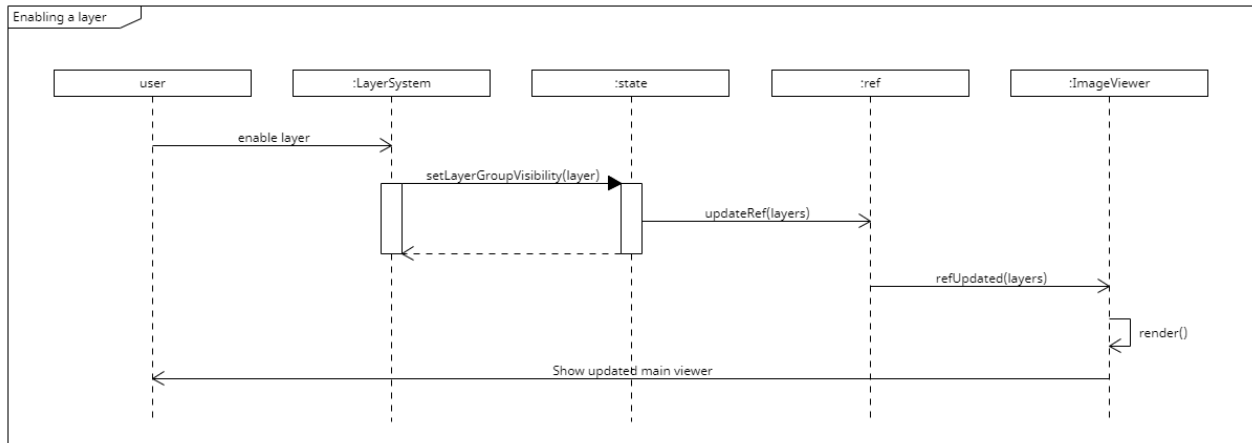 Enabling a layer
user
:LayerSystem
:state
:ref
:ImageViewer
enable layer
setLayerGroupVisibility(layer)
updateRef(layers)
refUpdated(layers)
render()
Show updated main viewer